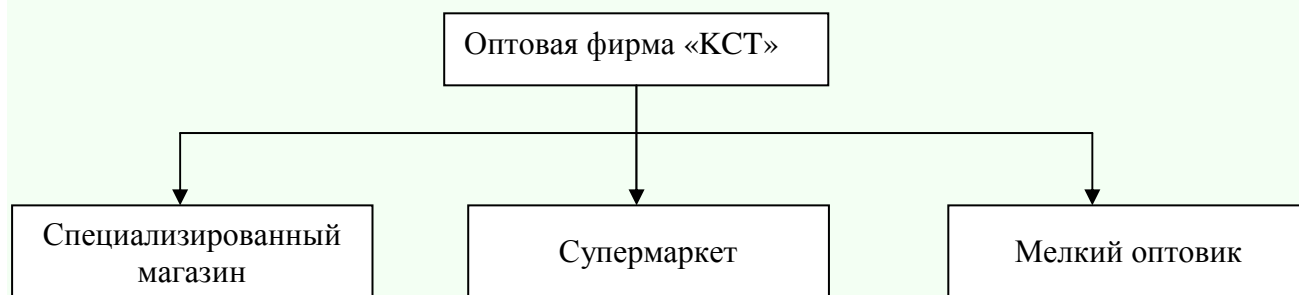 Оптовая фирма «КСТ»
Специализированный
магазин
Супермаркет
Мелкий оптовик